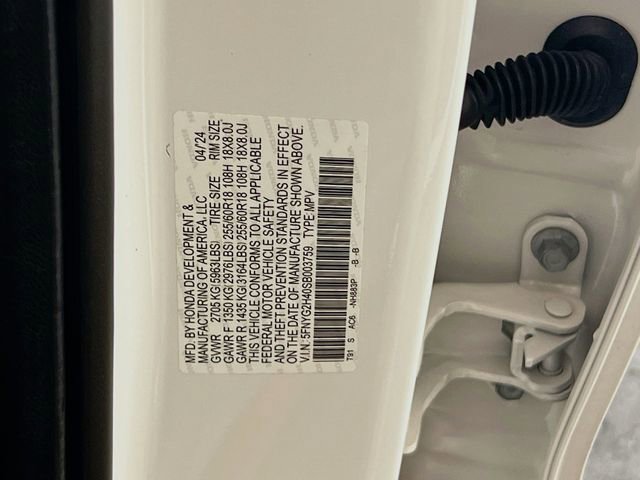 MFD. BY HONDA DEVELOPMENT & 04/24
MANUFACTURING OF AMERICA, LLC
GVWR 2705 KG(5963LBS) TIRE SIZE RIM SIZE
GAWR F 1350 KG(2976LBS)255/60R18 108H 18X8.0J
GAWR R 1435 KG(3164LBS)255/60R18 108H 18X8.0J
THIS VEHICLE CONFORMS TO ALL APPLICABLE
FEDERAL MOTOR VEHICLE SAFETY
AND THEFT PREVENTION STANDARDS IN EFFECT
ON THE DATE OF MANUFACTURE SHOWN ABOVE.
V.I.N: 5FNYG2H40SB003759 TYPE:MPV
T91 S AC6 -NH883P -B -B